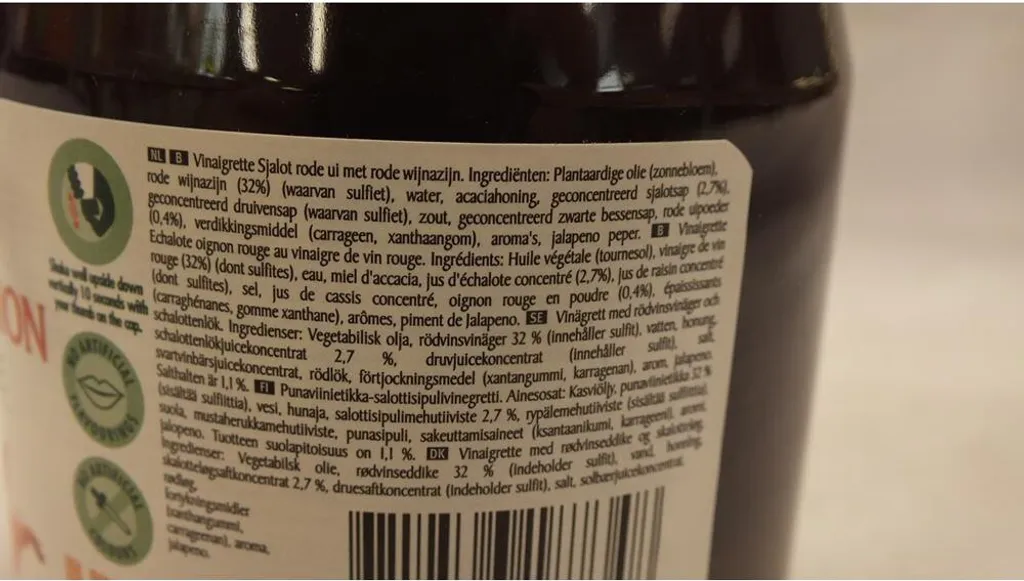 NL B Vinaigrette Sjalot rode ui met rode wijnazijn. Ingrediënten: Plantaardige olie (zonnebloem),
rode wijnazijn (32%) (waarvan sulfiet), water, acaciahoning, geconcentreerd sjalotsap (2,7%),
geconcentreerd druivensap (waarvan sulfiet), zout, geconcentreerd zwarte bessensap, rode uipoeder
(0,4%), verdikkingsmiddel (carrageen, xanthaangom), aroma's, jalapeno peper. B Vinaigrette
Echalote oignon rouge au vinaigre de vin rouge. Ingrédients: Huile végétale (tournesol), vinaigre de vin
rouge (32%) (dont sulfites), eau, miel d'accacia, jus d'échalote concentré (2,7%), jus de raisin concentré
(dont sulfites), sel, jus de cassis concentré, oignon rouge en poudre (0,4%), épaississants
(carraghénanes, gomme xanthane), arômes, piment de Jalapeno. SE Vinägrett med rödvinsvinäger och
schalottenlök. Ingredienser: Vegetabilisk olja, rödvinsvinäger 32 % (innehåller sulfit), vatten, honung,
schalottenlökjuicekoncentrat 2,7 %, druvjuicekoncentrat (innehåller sulfit), salt,
svartvinbärsjuicekoncentrat, rödlök, förtjockningsmedel (xantangummi, karragenan), arom, jalapeno.
Salthalten är 1,1 %. FI Punaviinietikka-salottisipulivinegretti. Ainesosat: Kasviöljy, punaviinietikka 32 %
(sisältää sulfiittia), vesi, hunaja, salottisipulimehutiiviste 2,7 %, rypälemehutiiviste (sisältää sulfiittia),
suola, mustaherukkamehutiiviste, punasipuli, sakeuttamisaineet (ksantaanikumi, karrageeni), aromi,
jalopeno. Tuotteen suolapitoisuus on 1,1 %. DK Vinaigrette med rødvinseddike og skalotteløg.
Ingredienser: Vegetabilsk olie, rødvinseddike 32 % (indeholder sulfit), vand, honning,
skalotteløgsaftkoncentrat 2,7 %, druesaftkoncentrat (indeholder sulfit), salt, solbærjuicekoncentrat,
rødløg,
fortykningsmidler
(xanthangummi,
carragenan), aroma,
jalapeno.
Shake well upside down
vertically 10 seconds with
your thumb on the cap.
ON
NO ARTIFICIAL
FLAVOURINGS
NO ARTIFICIAL
COLOURS